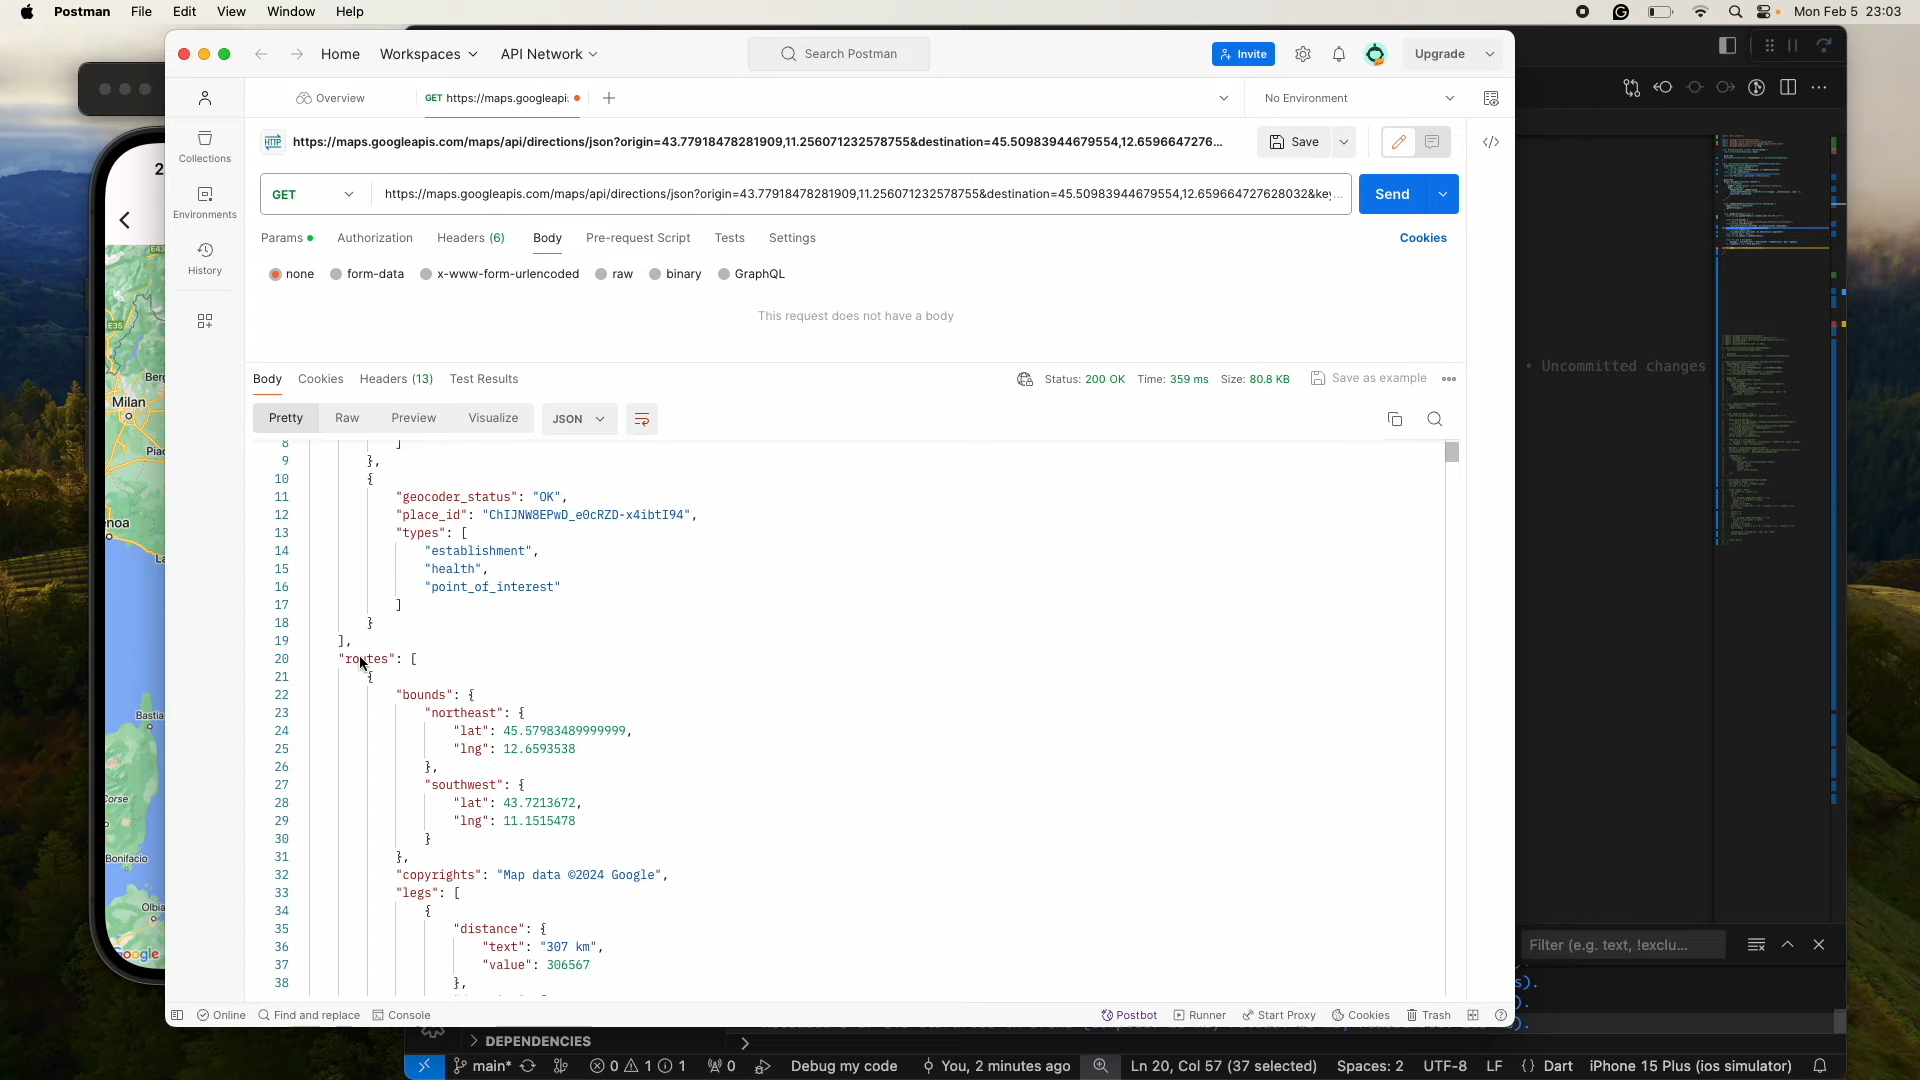 Postman File Edit View Window Help
Mon Feb 5 23:03
Home Workspaces API Network
Search Postman
Invite
Upgrade
Overview
GET https://maps.googleapi:
No Environment
HTTP https://maps.googleapis.com/maps/api/directions/json?origin=43.77918478281909,11.256071232578755&destination=45.50983944679554,12.6596647276...
Save
GET
https://maps.googleapis.com/maps/api/directions/json?origin=43.77918478281909,11.256071232578755&destination=45.50983944679554,12.659664727628032&key...
Send
Params Authorization Headers (6) Body Pre-request Script Tests Settings
Cookies
none form-data x-www-form-urlencoded raw binary GraphQL
This request does not have a body
Collections
Environments
History
Body Cookies Headers (13) Test Results
Status: 200 OK Time: 359 ms Size: 80.8 KB
Save as example
Pretty Raw Preview Visualize JSON
8 ]
9 },
10 {
11 "geocoder_status": "OK",
12 "place_id": "ChIJNW8EPwD_e0cRZD-x4ibtI94",
13 "types": [
14 "establishment",
15 "health",
16 "point_of_interest"
17 ]
18 }
19 ],
20 "routes": [
21 {
22 "bounds": {
23 "northeast": {
24 "lat": 45.57983489999999,
25 "lng": 12.6593538
26 },
27 "southwest": {
28 "lat": 43.7213672,
29 "lng": 11.1515478
30 }
31 },
32 "copyrights": "Map data ©2024 Google",
33 "legs": [
34 {
35 "distance": {
36 "text": "307 km",
37 "value": 306567
38 },
Online Find and replace Console
Postbot Runner Start Proxy Cookies Trash
2
E43
E35
Berg
Milan
Piac
enoa
La
Bastia
Corse
Bonifacio
Olbia
Google
• Uncommitted changes
Filter (e.g. text, !exclu...
s).
).
).
DEPENDENCIES
main* 0 1 1 0 Debug my code You, 2 minutes ago Ln 20, Col 57 (37 selected) Spaces: 2 UTF-8 LF {} Dart iPhone 15 Plus (ios simulator)